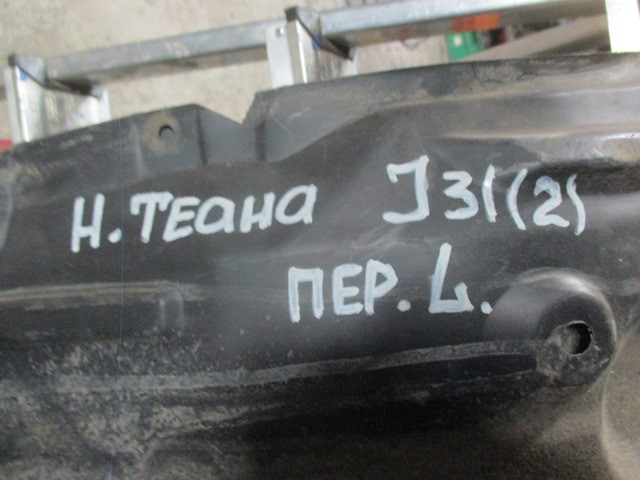 Н. ТЕАНА J31(2)
ПЕР. L.